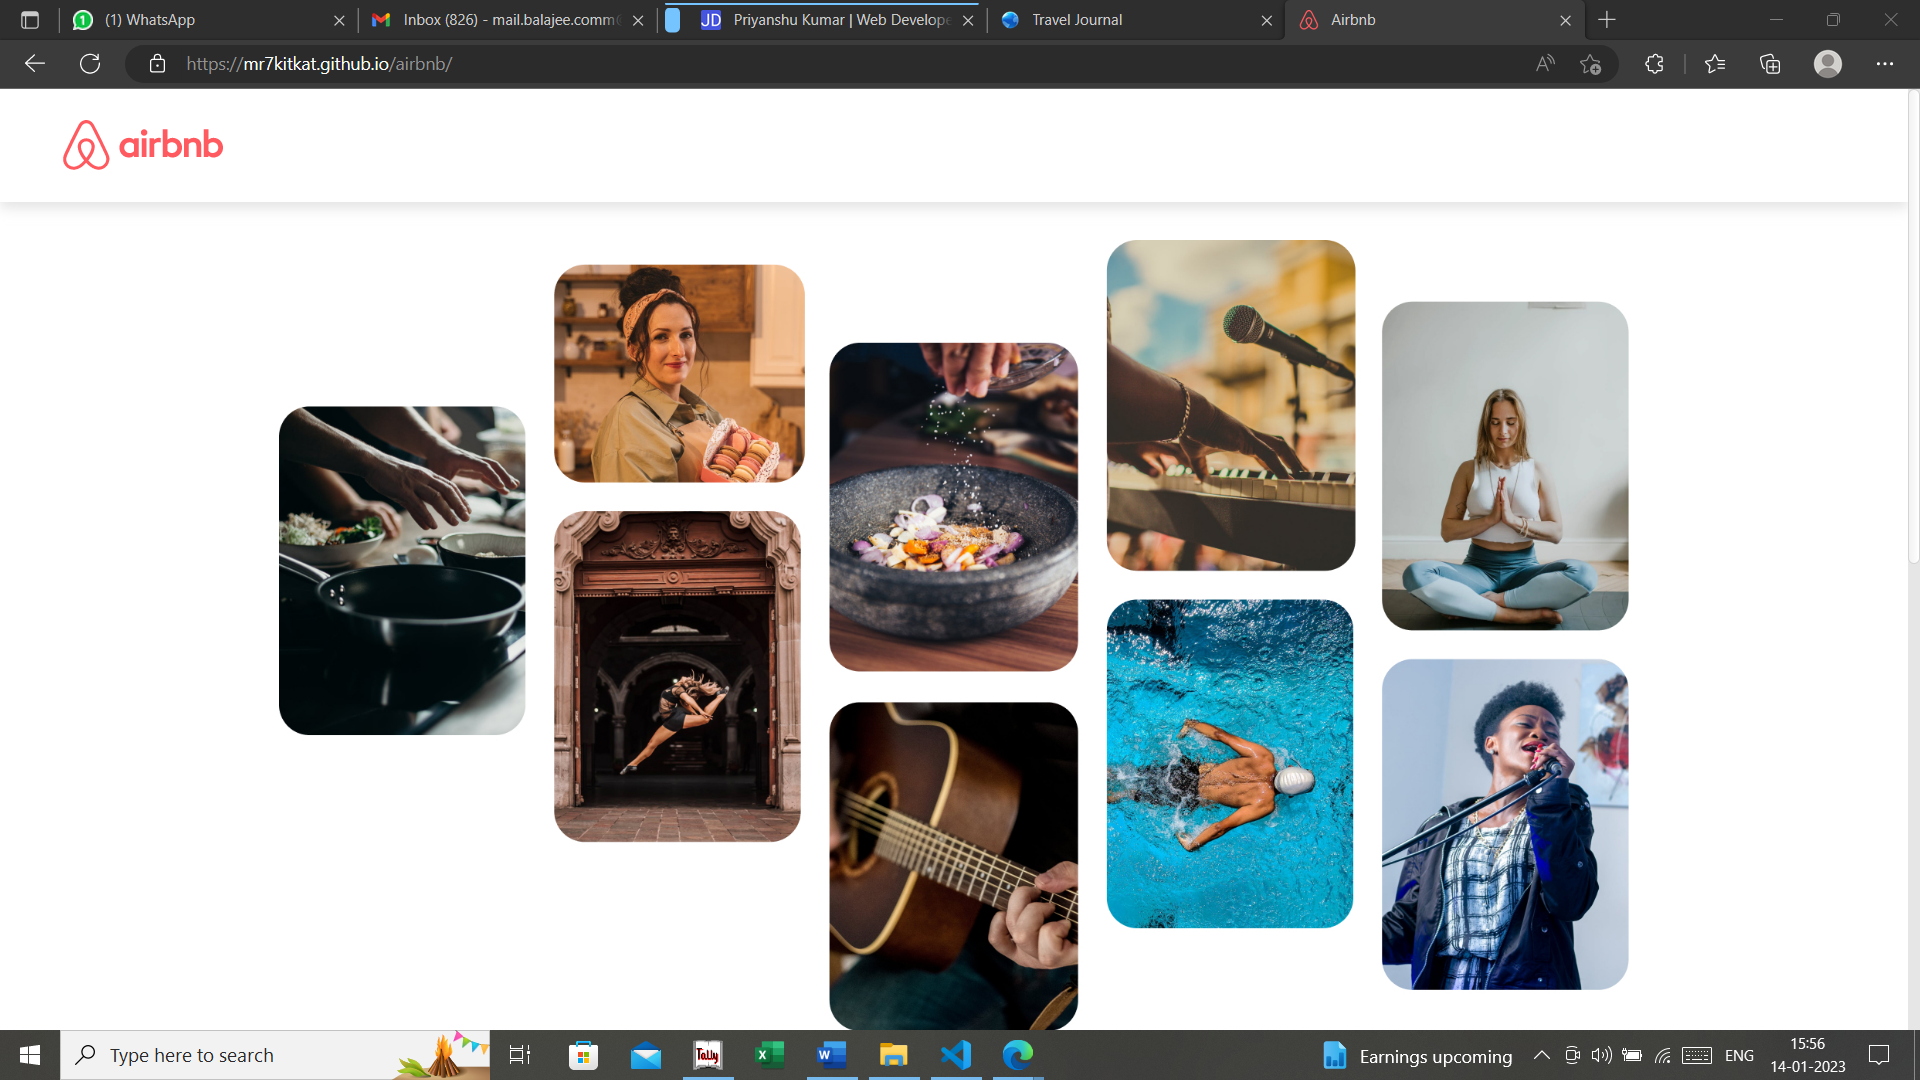 (1) WhatsApp
Inbox (826) - mail.balajee.comm
JD Priyanshu Kumar | Web Develope
Travel Journal
Airbnb
https://mr7kitkat.github.io/airbnb/
airbnb
Type here to search
Tally
Earnings upcoming
ENG
15:56
14-01-2023